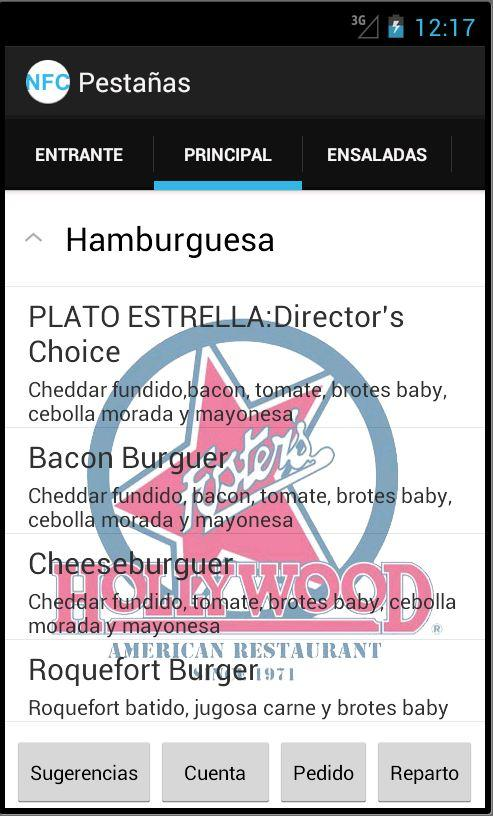 3G 12:17
NFC Pestañas
ENTRANTE PRINCIPAL ENSALADAS
Hamburguesa
PLATO ESTRELLA:Director's
Choice
Cheddar fundido,bacon, tomate, brotes baby,
cebolla morada y mayonesa
Bacon Burguer
Foster's
Cheddar fundido, bacon, tomate, brotes baby,
cebolla morada y mayonesa
Cheeseburguer
HOLLYWOOD
Cheddar fundido, tomate, brotes baby, cebolla
morada y mayonesa
®
AMERICAN RESTAURANT
Roquefort Burger
SINCE 1971
Roquefort batido, jugosa carne y brotes baby
Sugerencias Cuenta Pedido Reparto